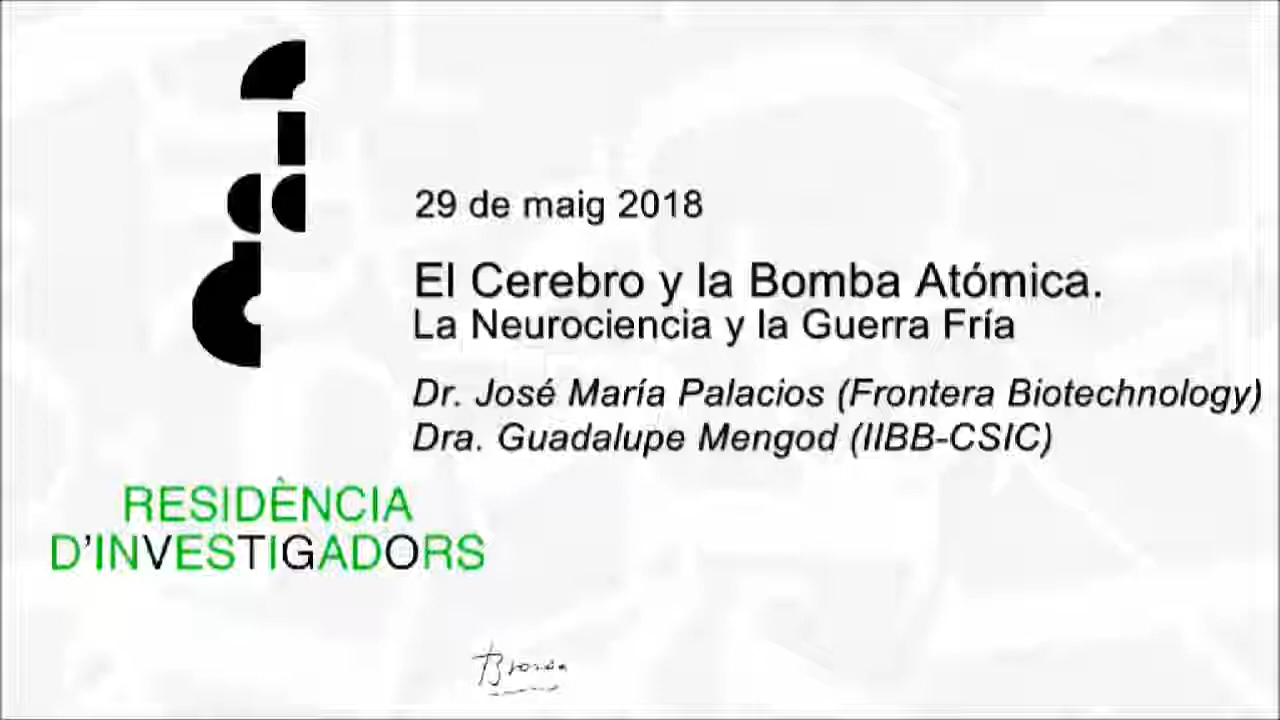 29 de maig 2018
El Cerebro y la Bomba Atómica.
La Neurociencia y la Guerra Fría
Dr. José María Palacios (Frontera Biotechnology)
Dra. Guadalupe Mengod (IIBB-CSIC)
RESIDÈNCIA
D'INVESTIGADORS